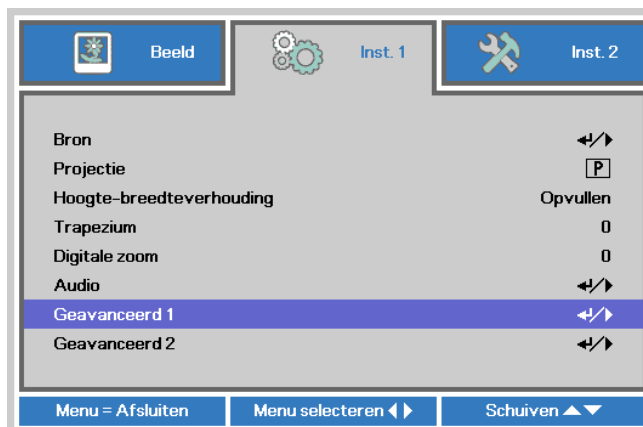 Beeld Inst. 1 Inst. 2
Bron
Projectie P
Hoogte-breedteverhouding Opvullen
Trapezium 0
Digitale zoom 0
Audio
Geavanceerd 1
Geavanceerd 2
Menu = Afsluiten Menu selecteren Schuiven